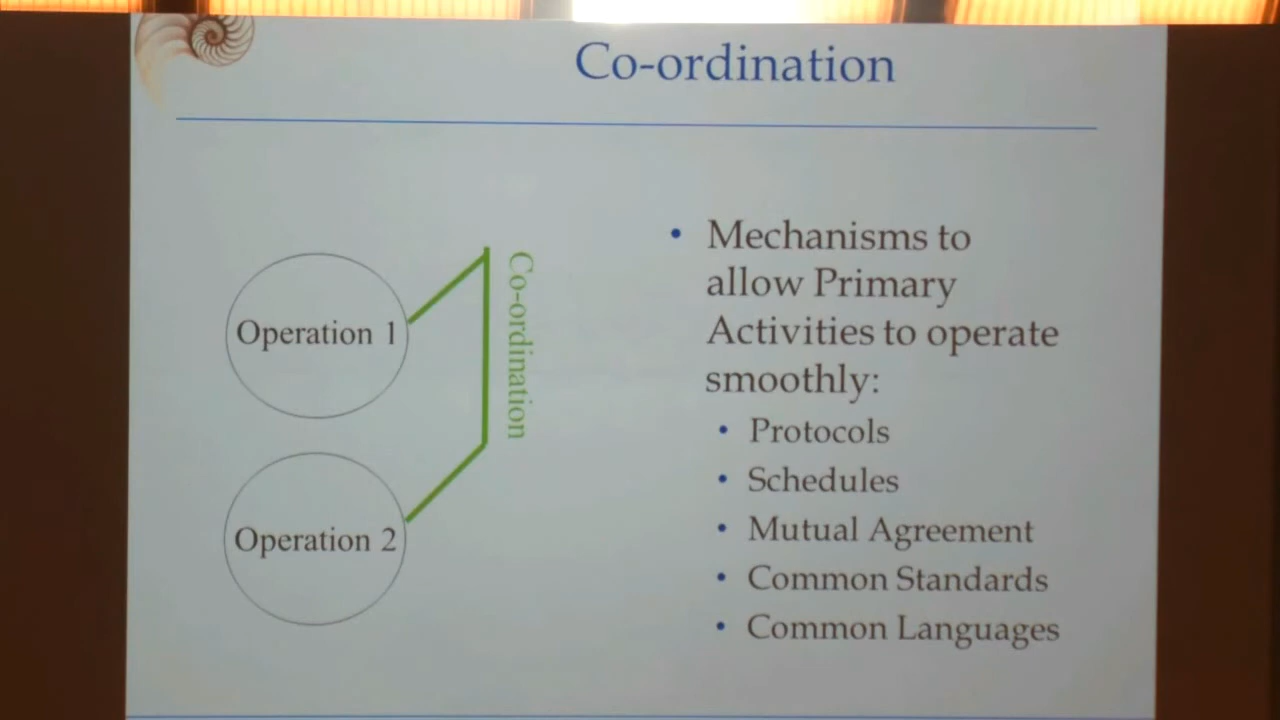 Co-ordination
Operation 1
Operation 2
Co-ordination
• Mechanisms to
allow Primary
Activities to operate
smoothly:
• Protocols
• Schedules
• Mutual Agreement
• Common Standards
• Common Languages